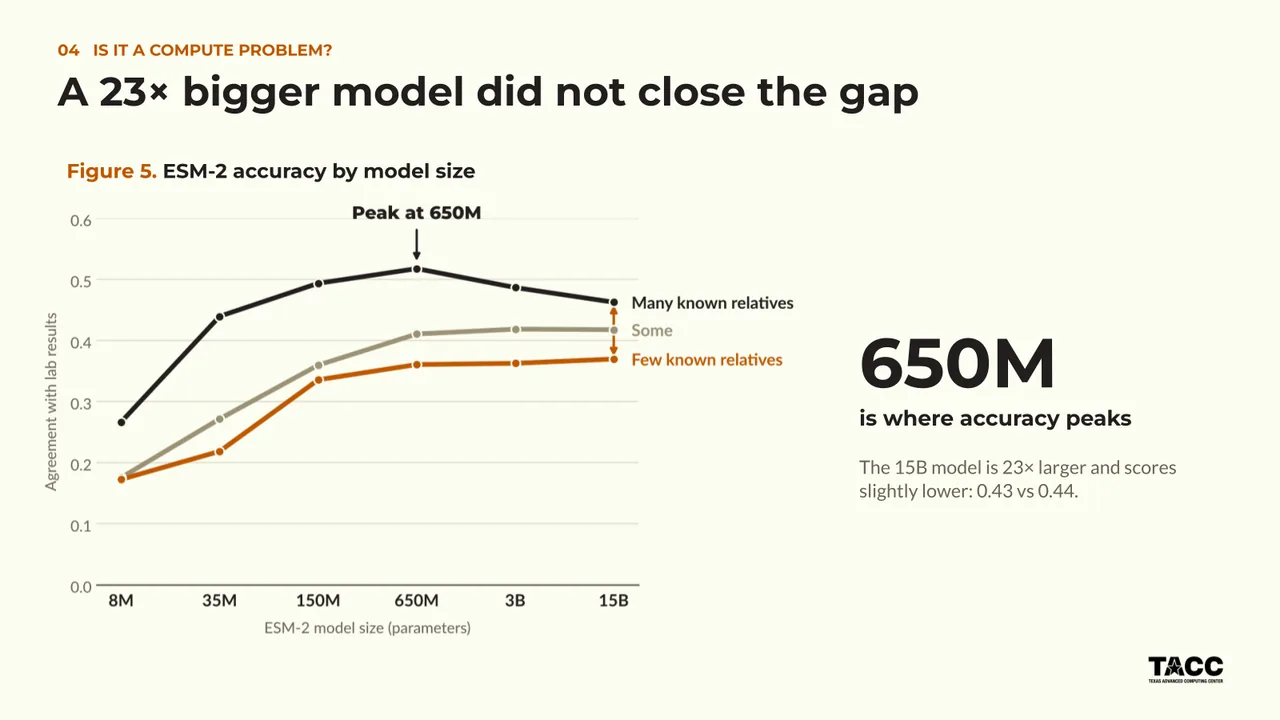 04 IS IT A COMPUTE PROBLEM?
A 23× bigger model did not close the gap
Figure 5. ESM-2 accuracy by model size
Peak at 650M
0.6
0.5
0.4
0.3
0.2
0.1
0.0
Agreement with lab results
Many known relatives
Some
Few known relatives
8M 35M 150M 650M 3B 15B
ESM-2 model size (parameters)
650M
is where accuracy peaks
The 15B model is 23× larger and scores
slightly lower: 0.43 vs 0.44.
TACC
TEXAS ADVANCED COMPUTING CENTER